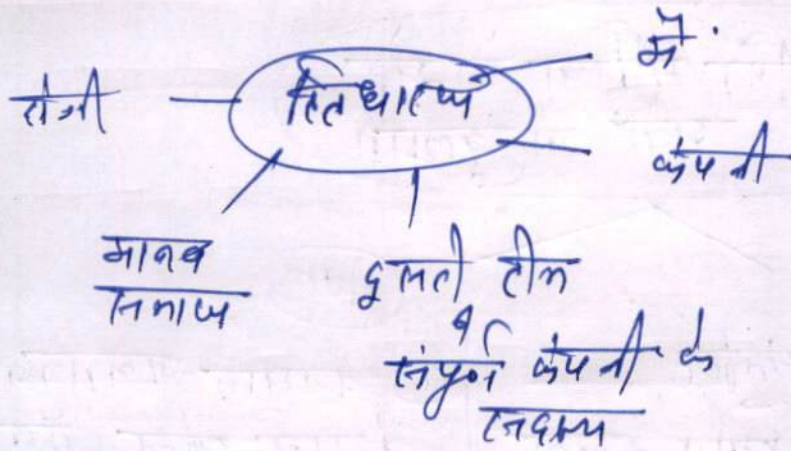 हितधारक
मैं
रोगी
कंपनी
मानव
समाज
दूसरी टीम
व
संपूर्ण कंपनी के
सदस्य